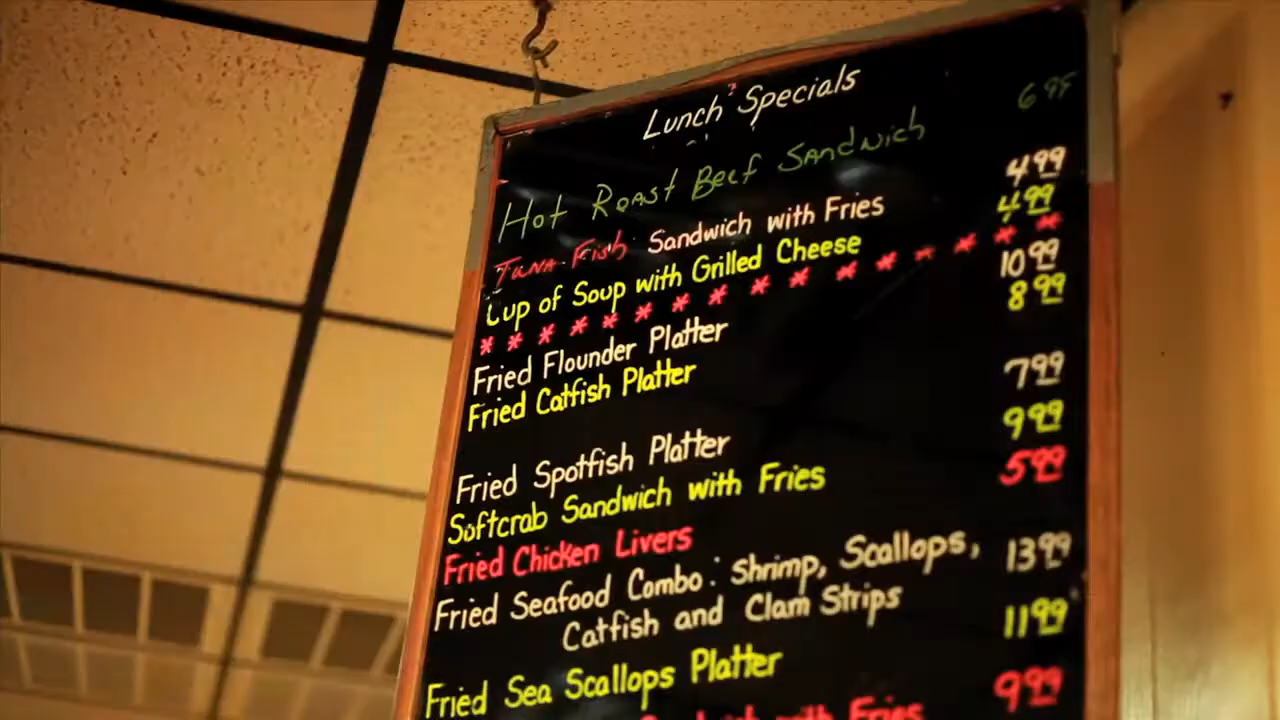 Lunch Specials
Hot Roast Beef Sandwich 6 95
Tuna Fish Sandwich with Fries 4 99
Cup of Soup with Grilled Cheese 4 99
* * * * * * * * * * * * * * *
Fried Flounder Platter 10 99
Fried Catfish Platter 8 99
Fried Spotfish Platter 7 99
Softcrab Sandwich with Fries 9 99
Fried Chicken Livers 5 99
Fried Seafood Combo: Shrimp, Scallops, 13 99
Catfish and Clam Strips
Fried Sea Scallops Platter 11 99
Sandwich with Fries 9 99